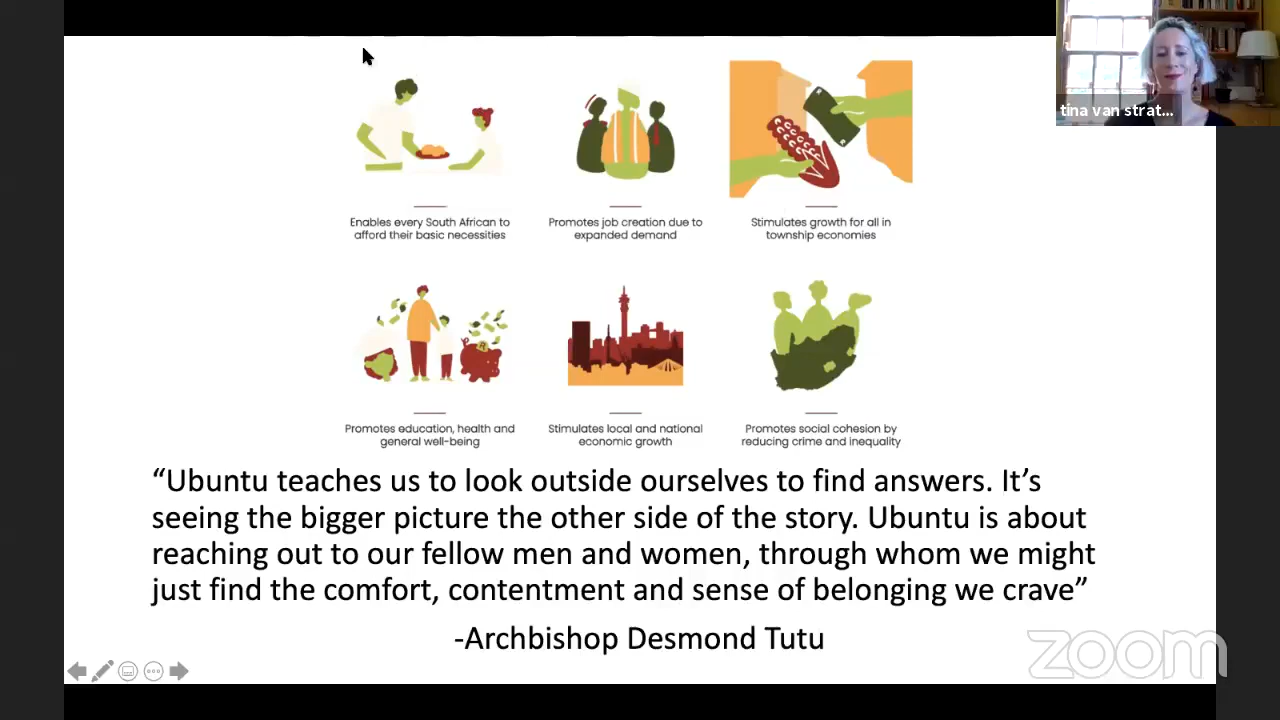 tina van strat...
Enables every South African to
afford their basic necessities
Promotes job creation due to
expanded demand
Stimulates growth for all in
township economies
Promotes education, health and
general well-being
Stimulates local and national
economic growth
Promotes social cohesion by
reducing crime and inequality
“Ubuntu teaches us to look outside ourselves to find answers. It’s
seeing the bigger picture the other side of the story. Ubuntu is about
reaching out to our fellow men and women, through whom we might
just find the comfort, contentment and sense of belonging we crave”
-Archbishop Desmond Tutu
zoom